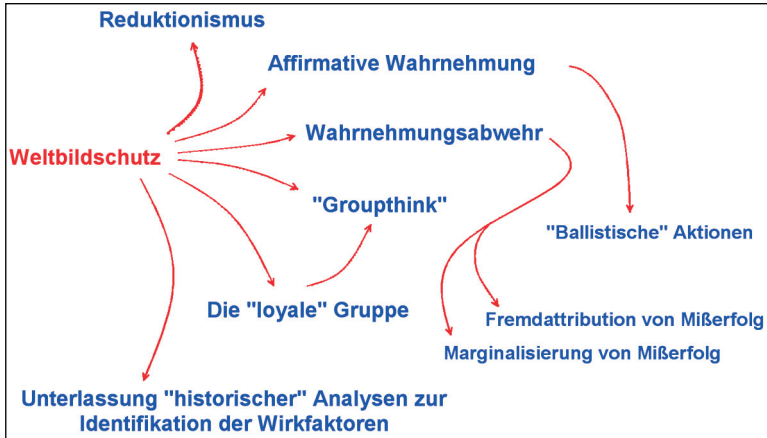 Reduktionismus
Affirmative Wahrnehmung
Wahrnehmungsabwehr
Weltbildschutz
"Groupthink"
"Ballistische" Aktionen
Die "loyale" Gruppe
Fremdattribution von Mißerfolg
Marginalisierung von Mißerfolg
Unterlassung "historischer" Analysen zur
Identifikation der Wirkfaktoren